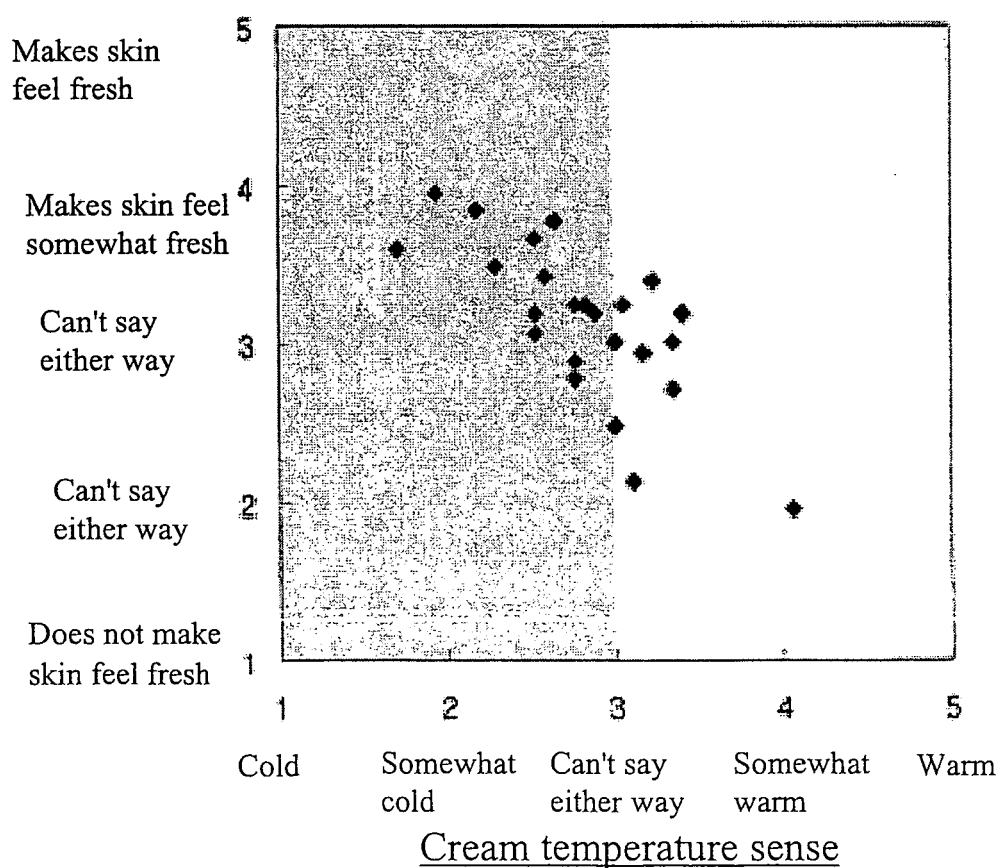 5
Makes skin
feel fresh
4
Makes skin feel
somewhat fresh
Can't say
either way
3
Can't say
either way
2
Does not make
skin feel fresh
1
1 2 3 4 5
Cold Somewhat cold Can't say either way Somewhat warm Warm
Cream temperature sense